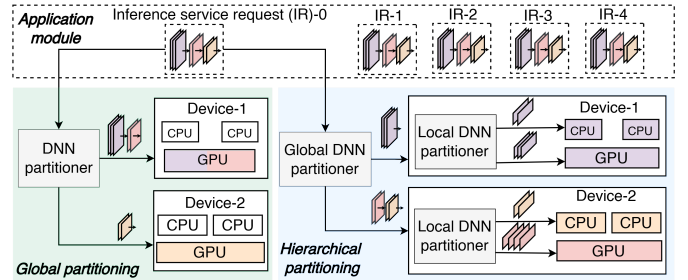 Application
module
Inference service request (IR)-0
IR-1
IR-2
IR-3
IR-4
DNN
partitioner
Device-1
CPU
CPU
GPU
Device-2
CPU
CPU
GPU
Global partitioning
Global DNN
partitioner
Local DNN
partitioner
Device-1
CPU
CPU
GPU
Local DNN
partitioner
Device-2
CPU
CPU
GPU
Hierarchical
partitioning